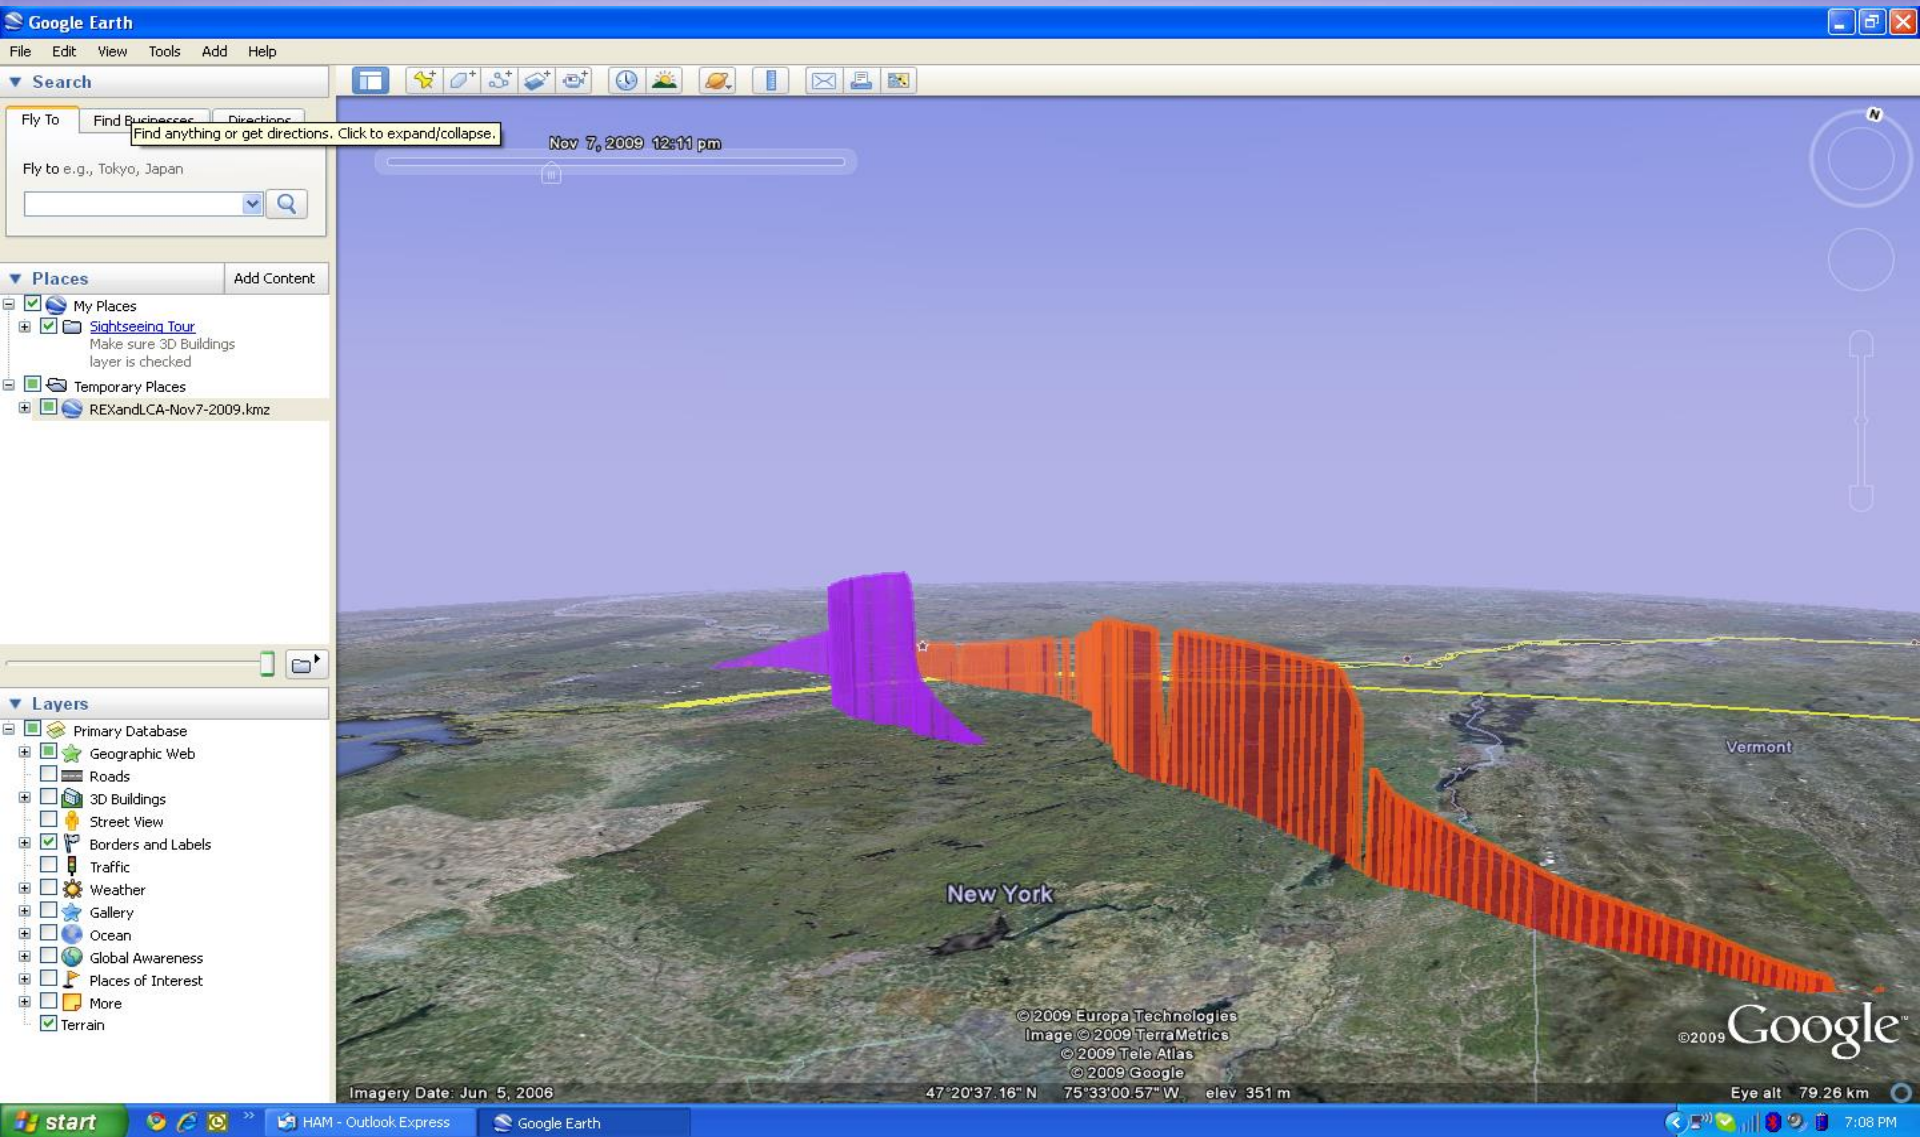 Google Earth
File Edit View Tools Add Help
Search
Fly To Find Businesses Directions
Find anything or get directions. Click to expand/collapse.
Fly to e.g., Tokyo, Japan
Places Add Content
My Places
Sightseeing Tour
Make sure 3D Buildings
layer is checked
Temporary Places
REXandLCA-Nov7-2009.kmz
Layers
Primary Database
Geographic Web
Roads
3D Buildings
Street View
Borders and Labels
Traffic
Weather
Gallery
Ocean
Global Awareness
Places of Interest
More
Terrain
Nov 7, 2009 12:11 pm
N
Vermont
New York
©2009 Europa Technologies
Image © 2009 TerraMetrics
© 2009 Tele Atlas
© 2009 Google
©2009 Google™
Imagery Date: Jun 5, 2006 47°20'37.16" N 75°33'00.57" W elev 351 m Eye alt 79.26 km
start HAM - Outlook Express Google Earth 7:08 PM